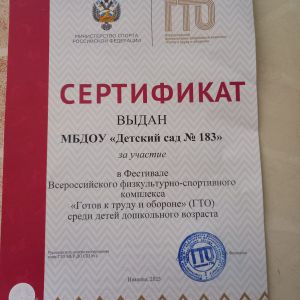 МИНИСТЕРСТВО СПОРТА
РОССИЙСКОЙ ФЕДЕРАЦИИ
ГТО
СЕРТИФИКАТ
ВЫДАН
МБДОУ «Детский сад № 183»
за участие
в Фестивале
Всероссийского физкультурно-спортивного
комплекса
«Готов к труду и обороне» (ГТО)
среди детей дошкольного возраста